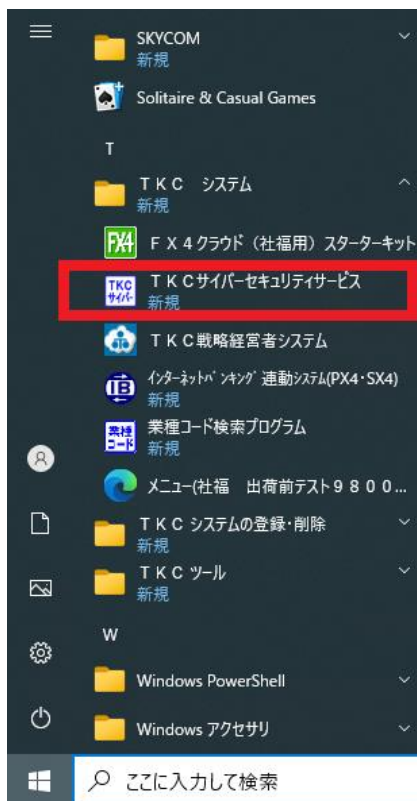 SKYCOM
新規
Solitaire & Casual Games
T
ＴＫＣ　システム
新規
FX4
ＦＸ４クラウド（社福用）スターターキット
TKC
サイバー
ＴＫＣサイバーセキュリティサービス
新規
ＴＫＣ戦略経営者システム
IB
ｲﾝﾀｰﾈｯﾄﾊﾞﾝｷﾝｸﾞ連動ｼｽﾃﾑ(PX4・SX4)
新規
業種
コード
業種コード検索プログラム
新規
メニュー(社福　出荷前テスト９８００...
ＴＫＣ システムの登録・削除
新規
ＴＫＣ ツール
新規
W
Windows PowerShell
Windows アクセサリ
ここに入力して検索